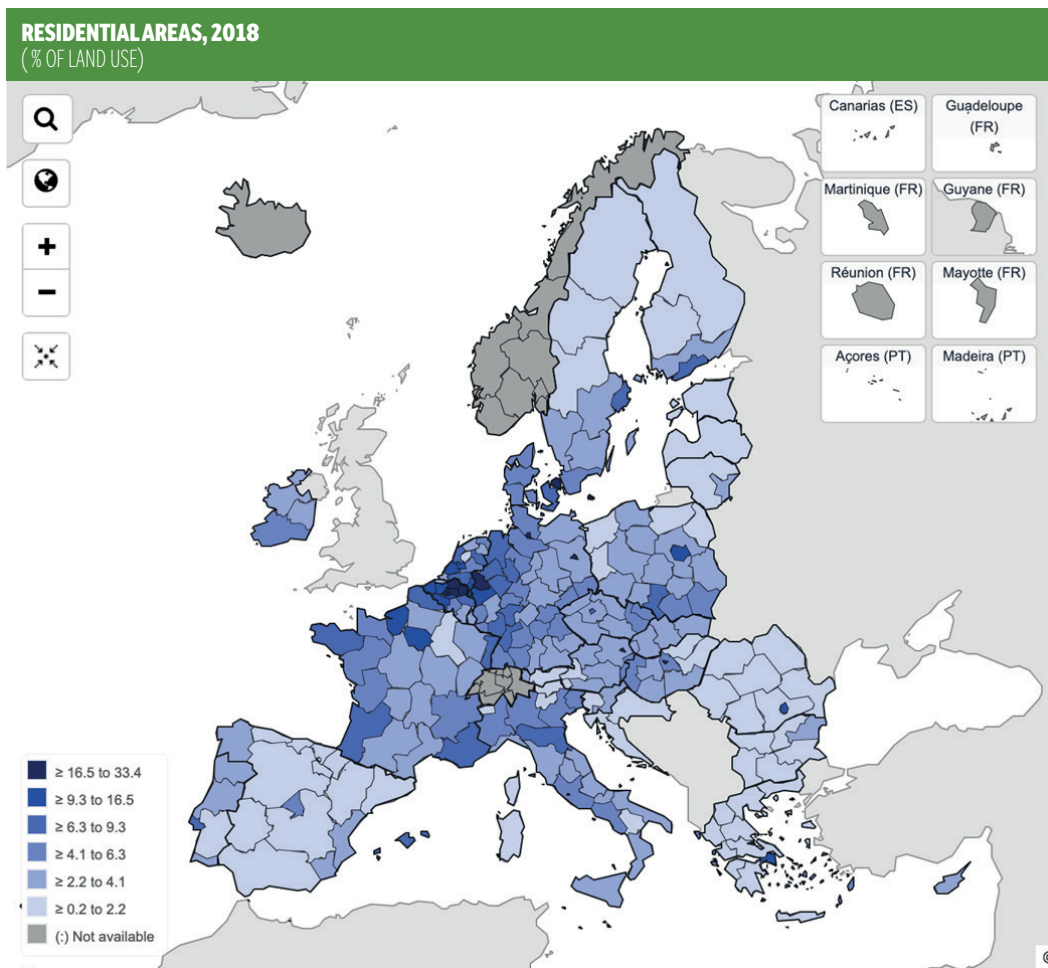 RESIDENTIAL AREAS, 2018
( % OF LAND USE)
Canarias (ES)
Guadeloupe
(FR)
Martinique (FR)
Guyane (FR)
Réunion (FR)
Mayotte (FR)
Açores (PT)
Madeira (PT)
+
−
≥ 16.5 to 33.4
≥ 9.3 to 16.5
≥ 6.3 to 9.3
≥ 4.1 to 6.3
≥ 2.2 to 4.1
≥ 0.2 to 2.2
(:) Not available
©